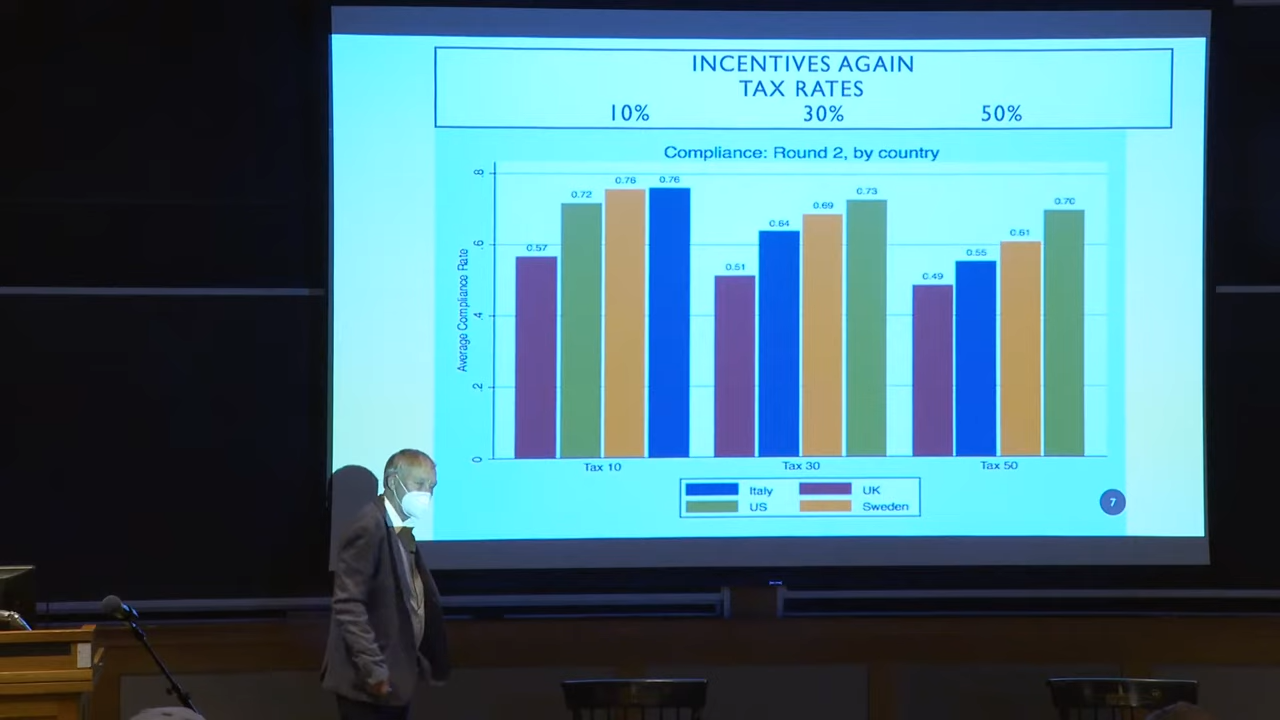 INCENTIVES AGAIN
TAX RATES
10% 30% 50%
Compliance: Round 2, by country
Average Compliance Rate
.8
.6
.4
.2
0
0.57 0.72 0.76 0.76
0.51 0.64 0.69 0.73
0.49 0.55 0.61 0.70
Tax 10 Tax 30 Tax 50
Italy UK
US Sweden
7